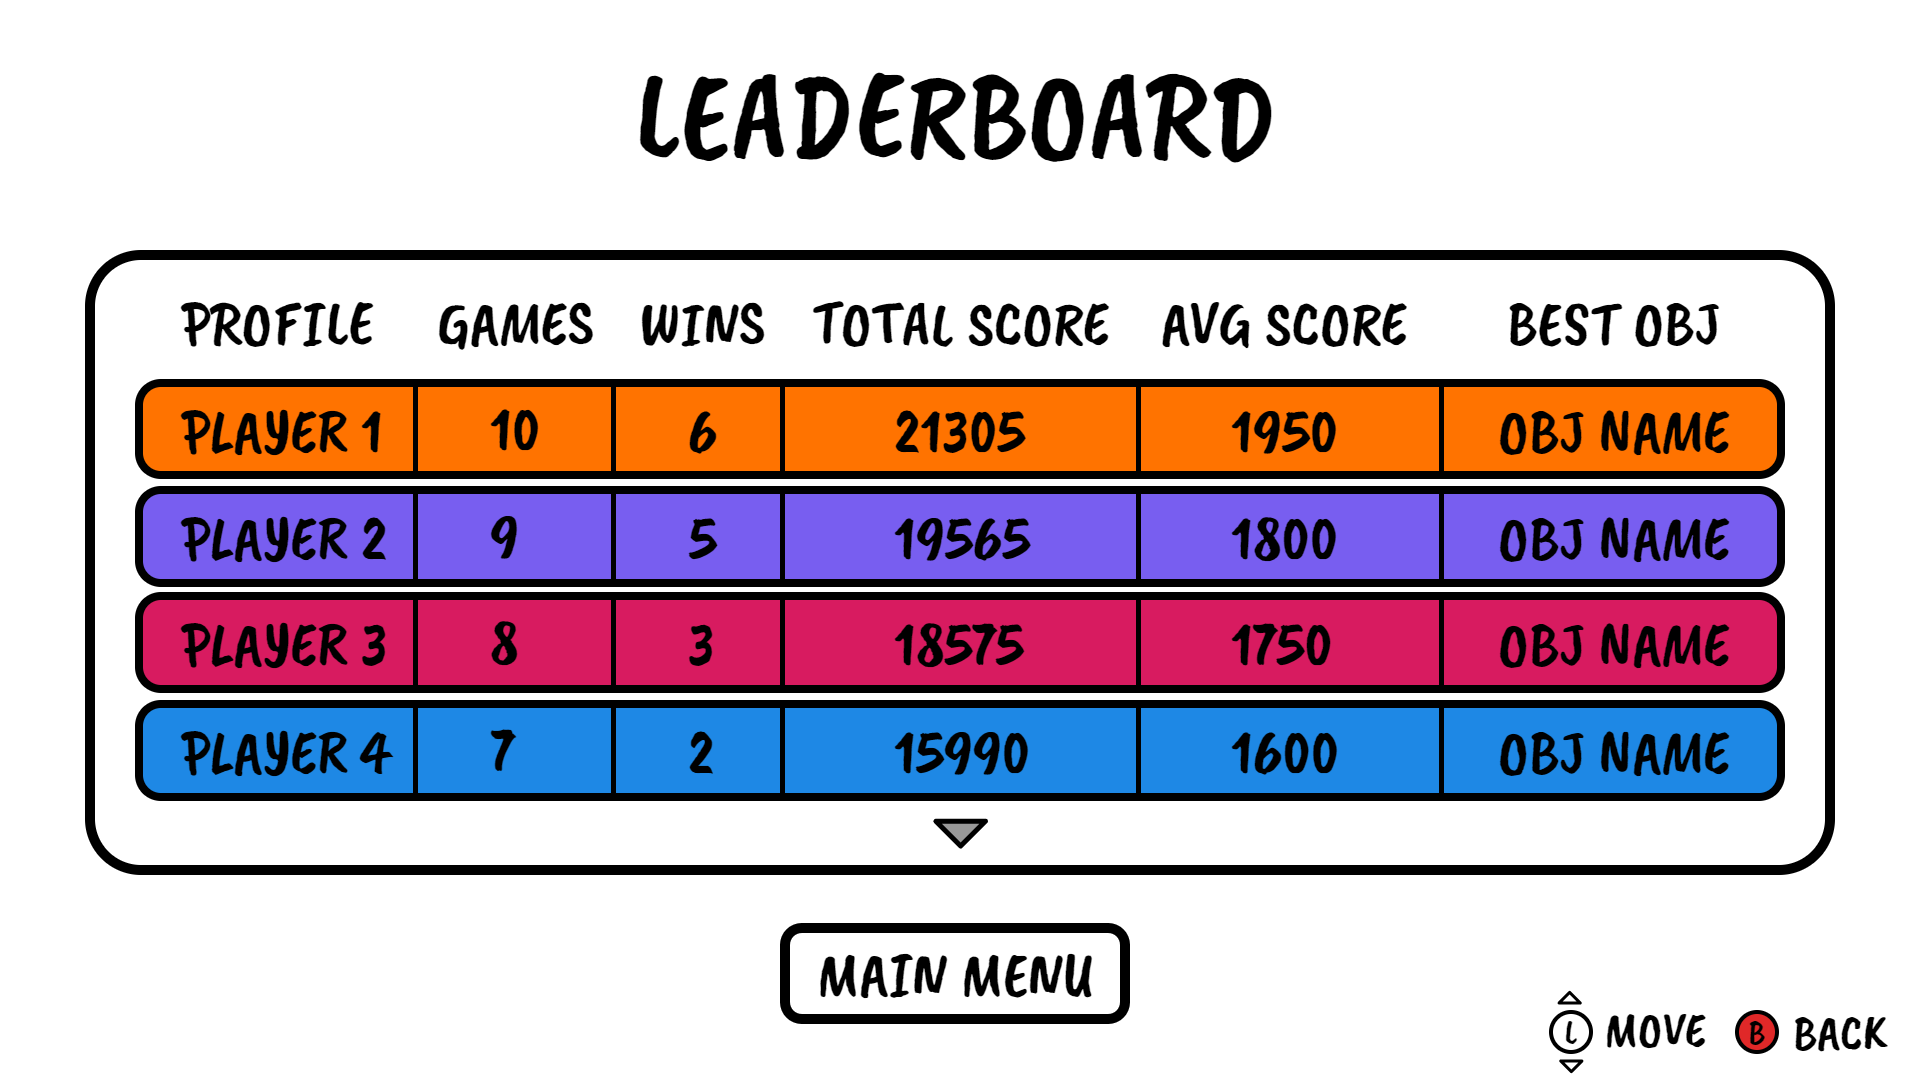 LEADERBOARD
PROFILE GAMES WINS TOTAL SCORE AVG SCORE BEST OBJ
PLAYER 1 10 6 21305 1950 OBJ NAME
PLAYER 2 9 5 19565 1800 OBJ NAME
PLAYER 3 8 3 18575 1750 OBJ NAME
PLAYER 4 7 2 15990 1600 OBJ NAME
MAIN MENU
L MOVE B BACK